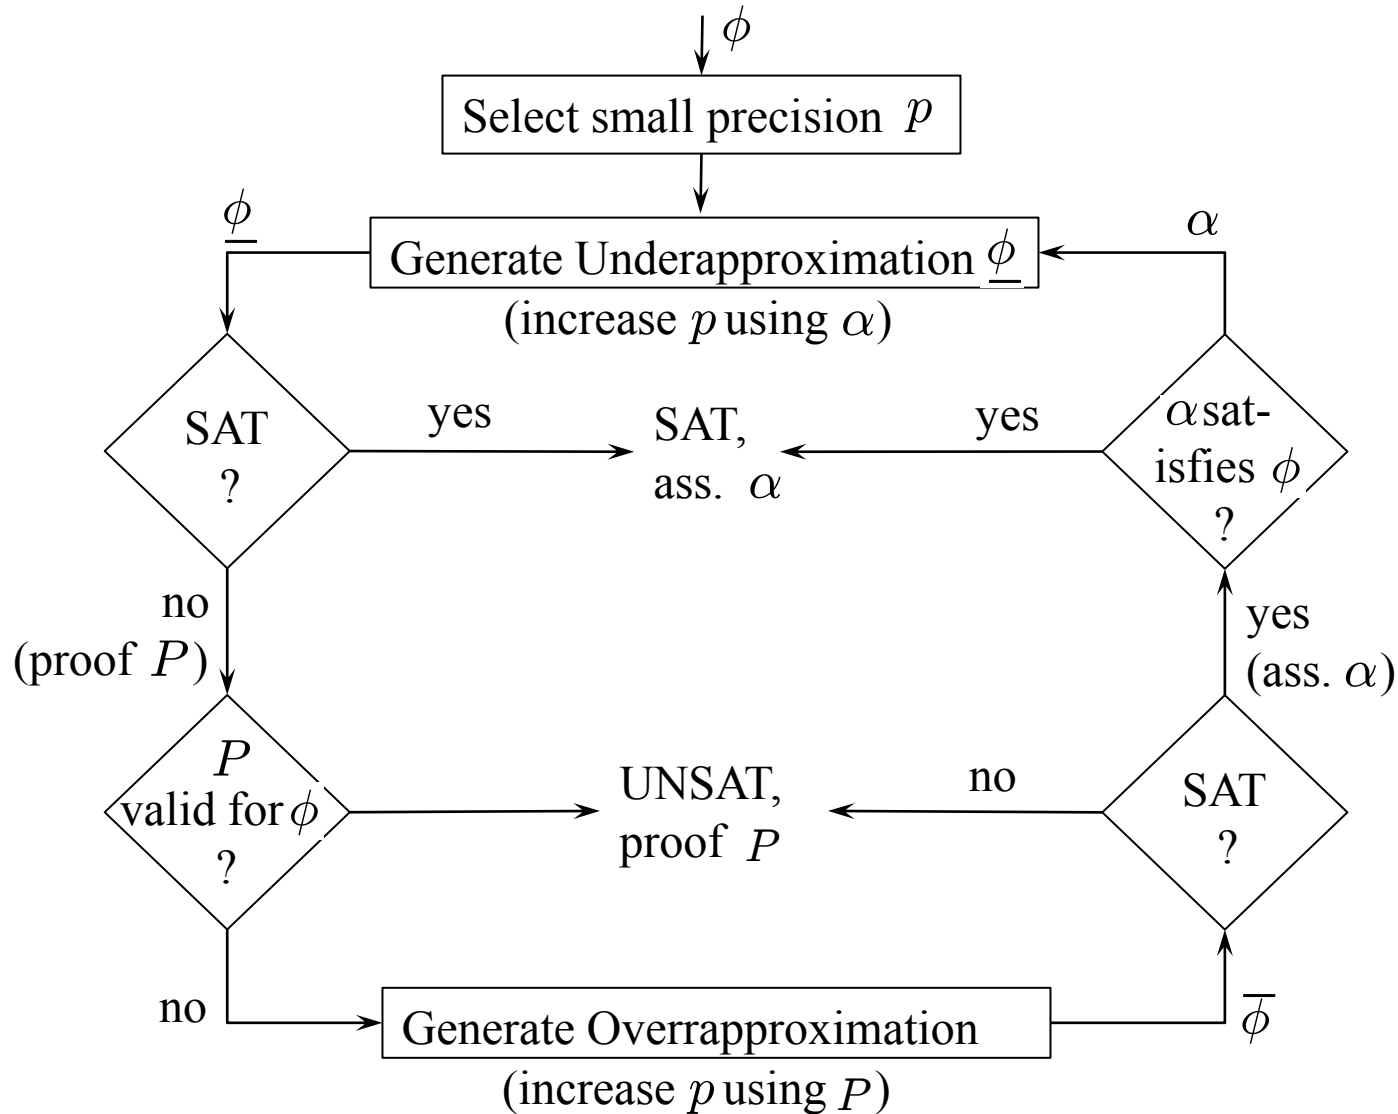 ϕ
Select small precision p
ϕ̲
Generate Underapproximation ϕ̲
α
(increase p using α)
SAT
?
yes
SAT,
ass. α
yes
α sat-
isfies ϕ
?
no
(proof P)
yes
(ass. α)
P
valid for ϕ
?
UNSAT,
proof P
no
SAT
?
no
Generate Overrapproximation
ϕ̅
(increase p using P)